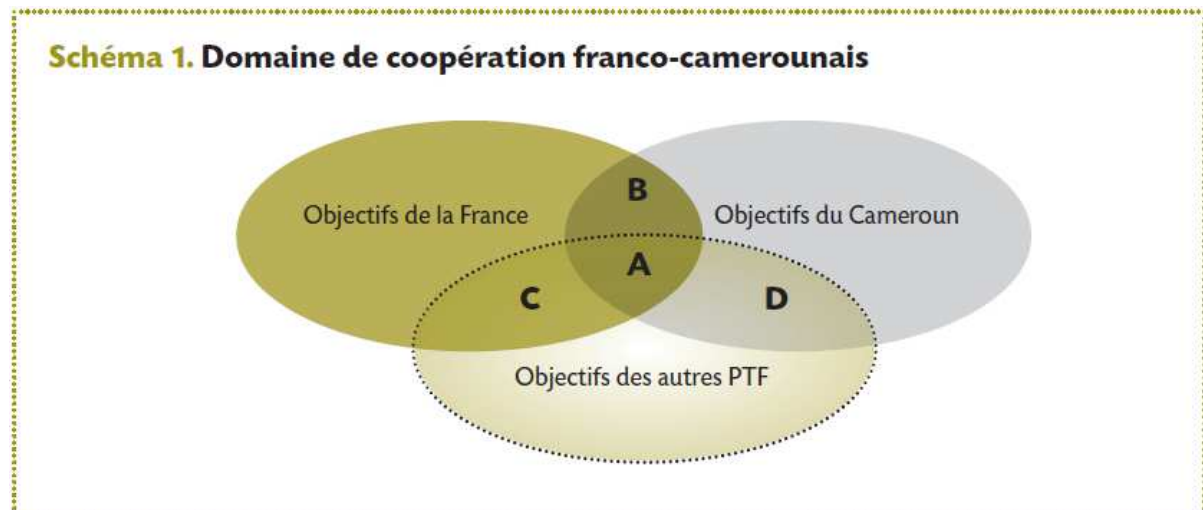 Schéma 1. Domaine de coopération franco-camerounais
B
Objectifs de la France
Objectifs du Cameroun
A
C
D
Objectifs des autres PTF